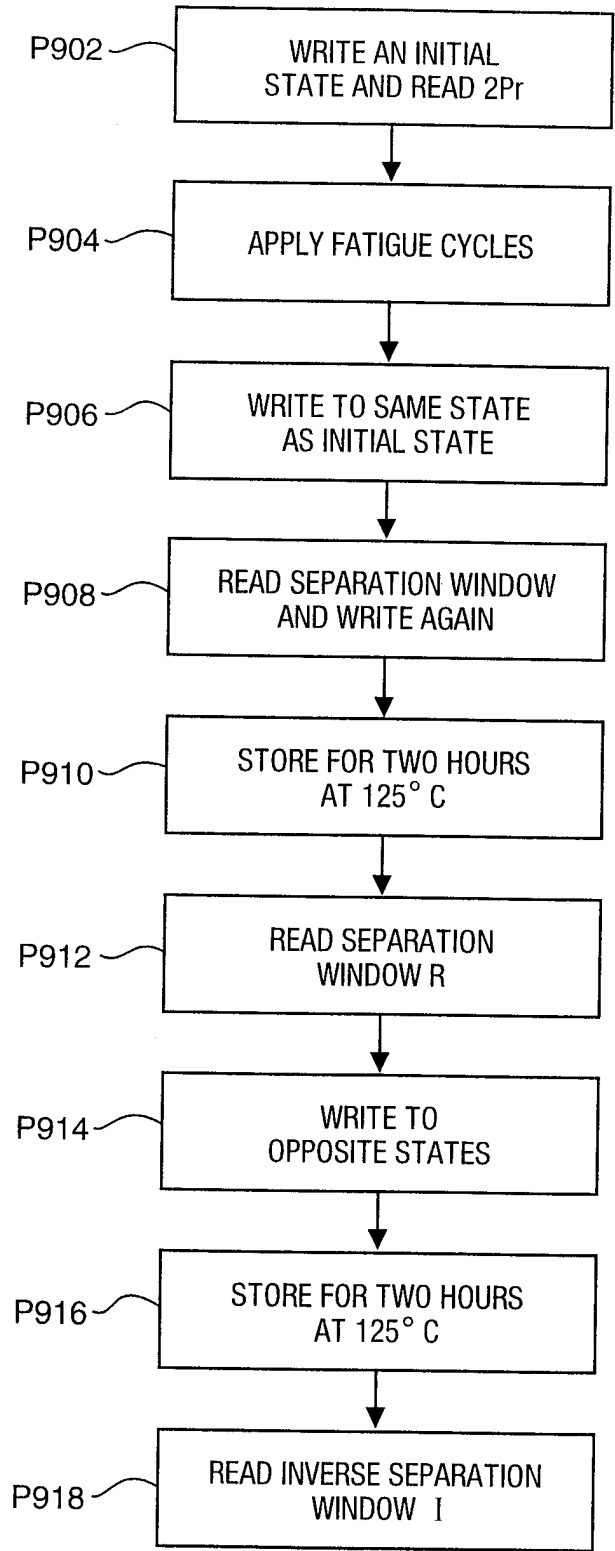 P902
WRITE AN INITIAL
STATE AND READ 2Pr
P904
APPLY FATIGUE CYCLES
P906
WRITE TO SAME STATE
AS INITIAL STATE
P908
READ SEPARATION WINDOW
AND WRITE AGAIN
P910
STORE FOR TWO HOURS
AT 125° C
P912
READ SEPARATION
WINDOW R
P914
WRITE TO
OPPOSITE STATES
P916
STORE FOR TWO HOURS
AT 125° C
P918
READ INVERSE SEPARATION
WINDOW I